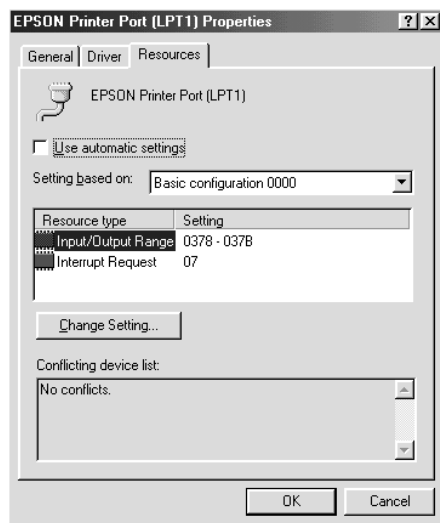 EPSON Printer Port (LPT1) Properties
General Driver Resources
EPSON Printer Port (LPT1)
Use automatic settings
Setting based on: Basic configuration 0000
Resource type Setting
Input/Output Range 0378 - 037B
Interrupt Request 07
Change Setting...
Conflicting device list:
No conflicts.
OK Cancel